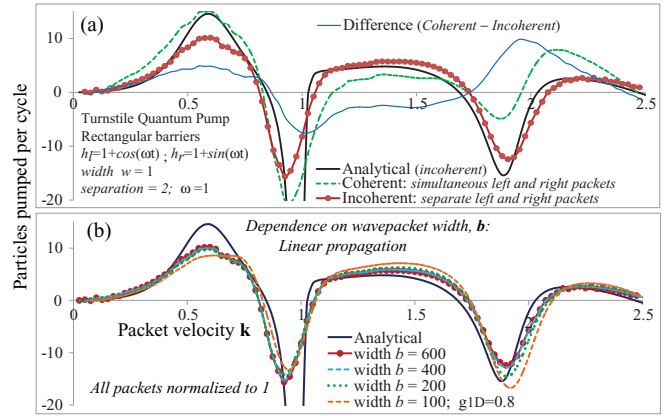 (a)
Difference (Coherent – Incoherent)
10
0
0.5
1
1.5
2.5
Turnstile Quantum Pump
Rectangular barriers
hl=1+cos(ωt) ; hr=1+sin(ωt)
width w = 1
separation = 2; ω=1
-10
-20
Analytical (incoherent)
Coherent: simultaneous left and right packets
Incoherent: separate left and right packets
Particles pumped per cycle
(b)
Dependence on wavepacket width, b:
Linear propagation
10
0
0
0.5
1
1.5
2
2.5
Packet velocity k
-10
-20
All packets normalized to 1
Analytical
width b = 600
width b = 400
width b = 200
width b = 100; g1D=0.8